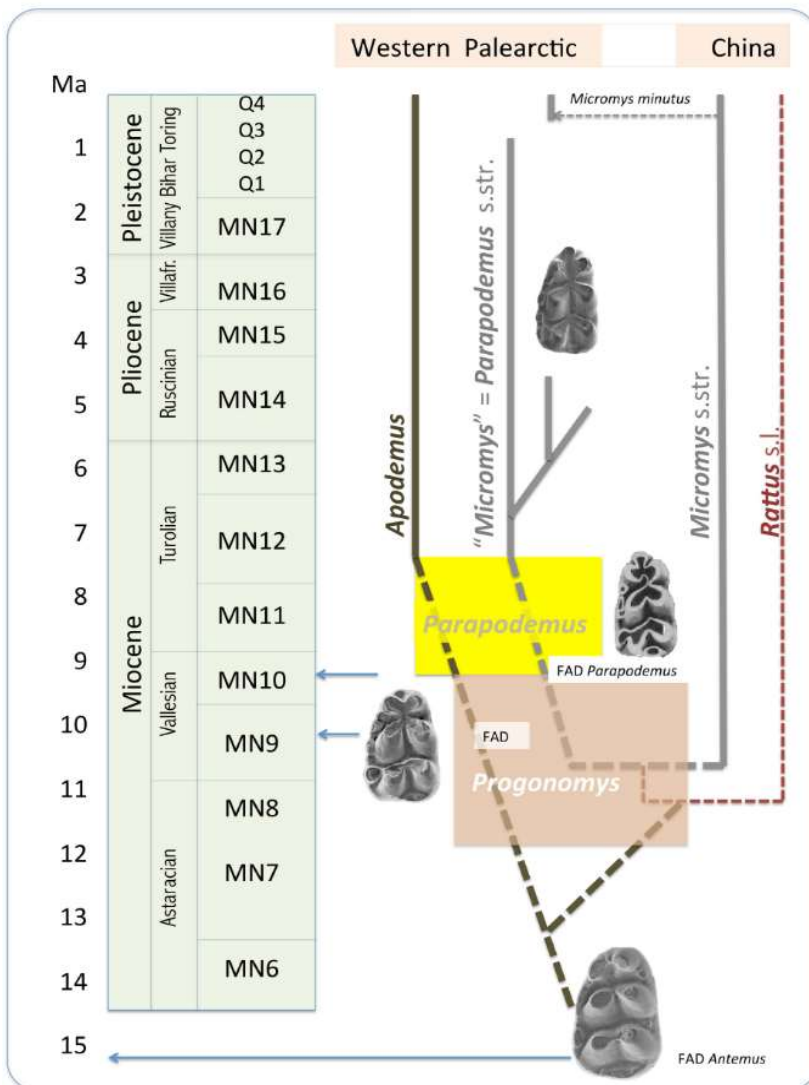 Western Palearctic
China
Ma
1
2
3
4
5
6
7
8
9
10
11
12
13
14
15
Pleistocene
Pliocene
Miocene
Villany Bihar Toring
Villafr.
Ruscinian
Turolian
Vallesian
Astaracian
Q4
Q3
Q2
Q1
MN17
MN16
MN15
MN14
MN13
MN12
MN11
MN10
MN9
MN8
MN7
MN6
Micromys minutus
Apodemus
"Micromys" = Parapodemus s.str.
Micromys s.str.
Rattus s.l.
Parapodemus
FAD Parapodemus
FAD
Progonomys
FAD Antemus